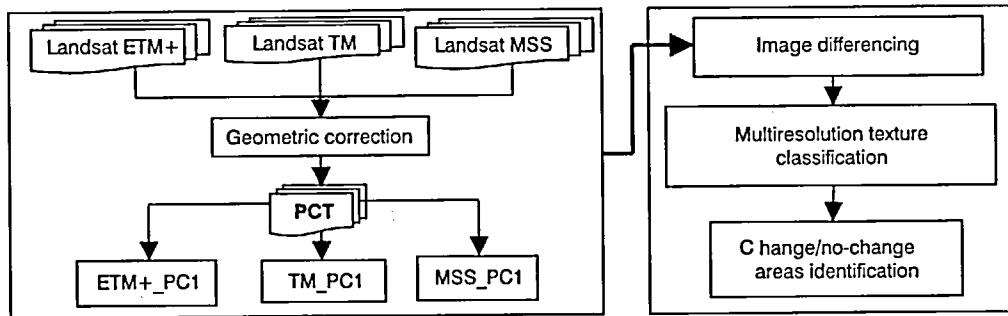 Landsat ETM+
Landsat TM
Landsat MSS
Geometric correction
PCT
ETM+_PC1
TM_PC1
MSS_PC1
Image differencing
Multiresolution texture
classification
C hange/no-change
areas identification